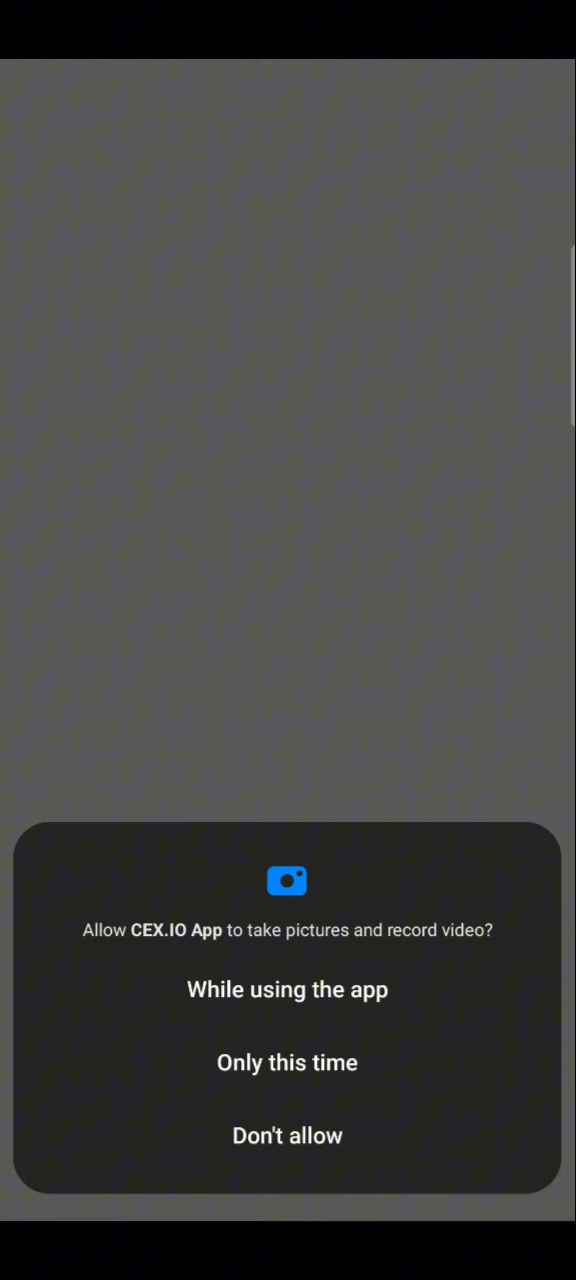 Allow CEX.IO App to take pictures and record video?
While using the app
Only this time
Don't allow